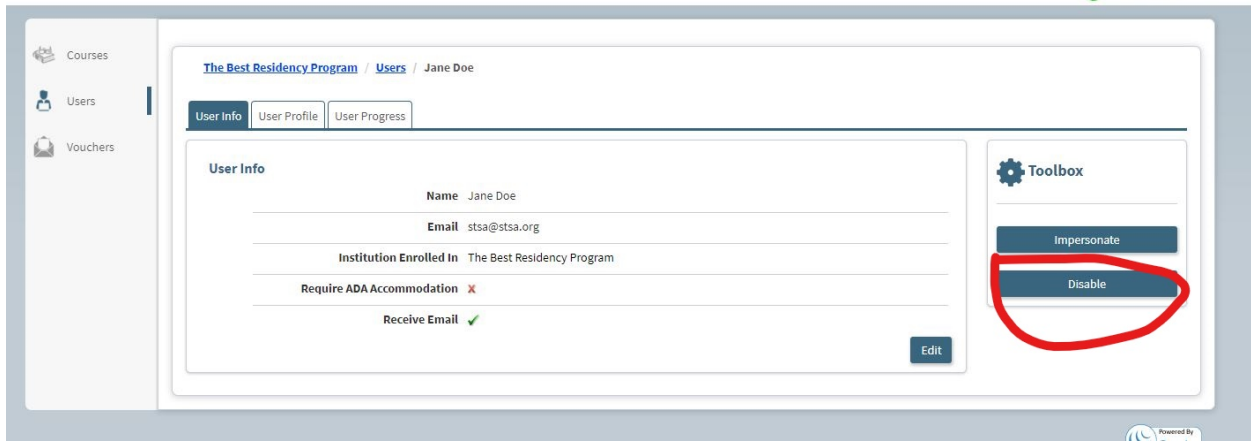 Courses
Users
Vouchers
The Best Residency Program / Users / Jane Doe
User Info User Profile User Progress
User Info
Name Jane Doe
Email stsa@stsa.org
Institution Enrolled In The Best Residency Program
Require ADA Accommodation X
Receive Email ✓
Edit
Toolbox
Impersonate
Disable
Powered By